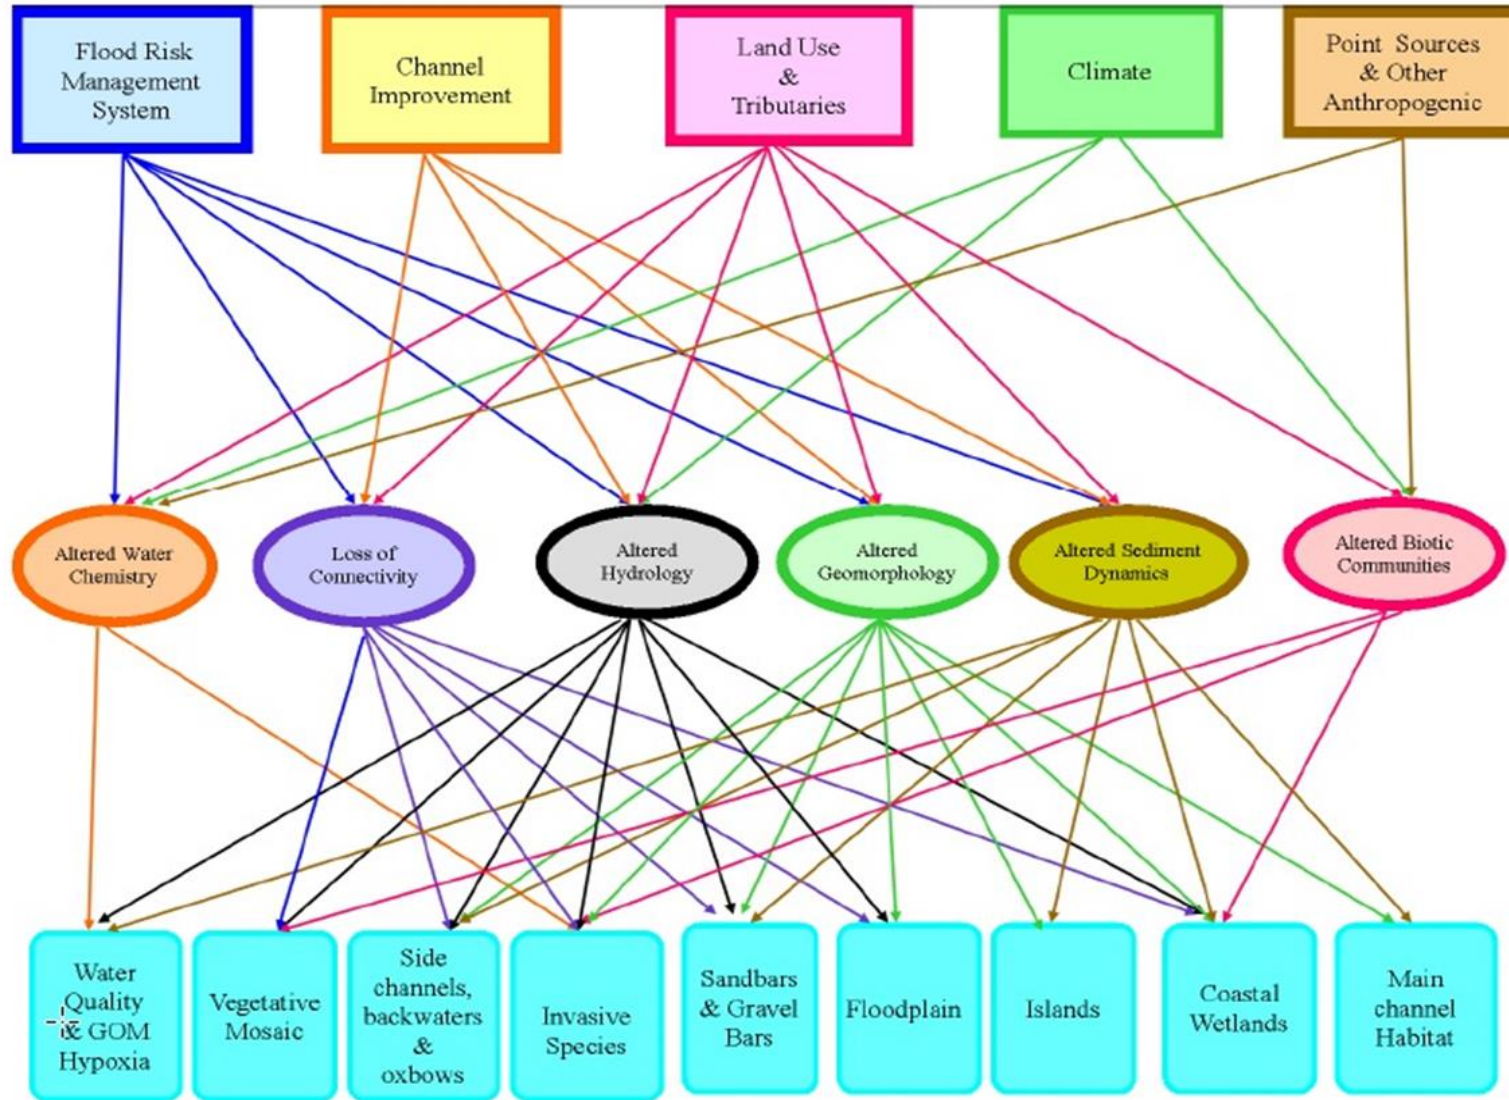 Flood Risk
Management
System
Channel
Improvement
Land Use
&
Tributaries
Climate
Point Sources
& Other
Anthropogenic
Altered Water
Chemistry
Loss of
Connectivity
Altered
Hydrology
Altered
Geomorphology
Altered Sediment
Dynamics
Altered Biotic
Communities
Water
Quality
& GOM
Hypoxia
Vegetative
Mosaic
Side
channels,
backwaters
&
oxbows
Invasive
Species
Sandbars
& Gravel
Bars
Floodplain
Islands
Coastal
Wetlands
Main
channel
Habitat